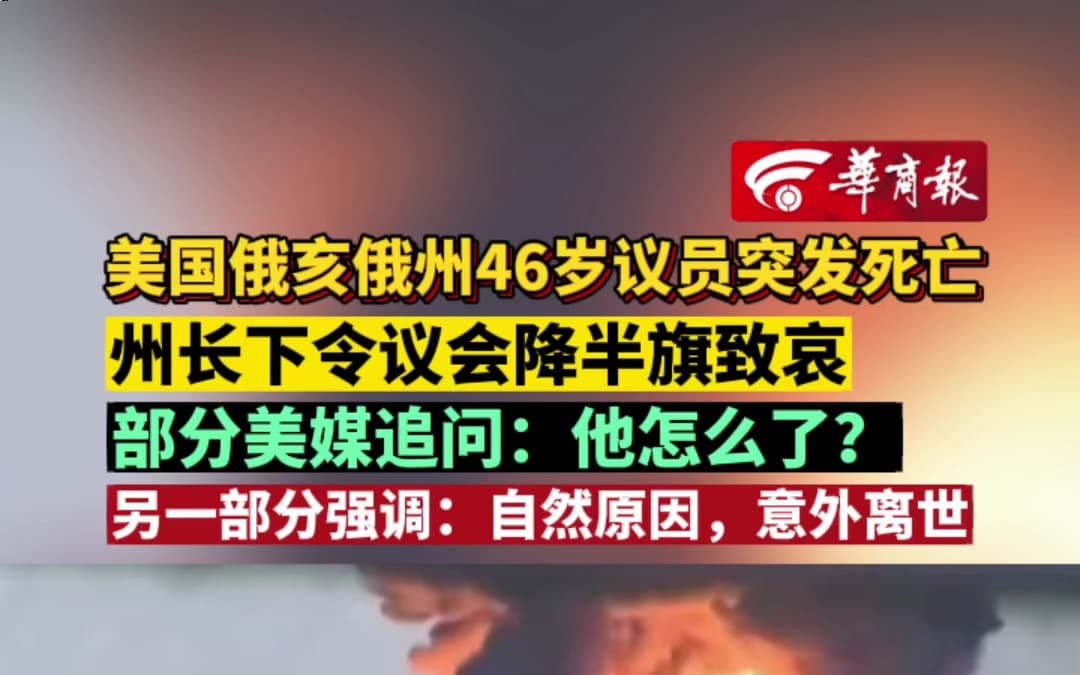 華商報
美国俄亥俄州46岁议员突发死亡
州长下令议会降半旗致哀
部分美媒追问：他怎么了？
另一部分强调：自然原因，意外离世